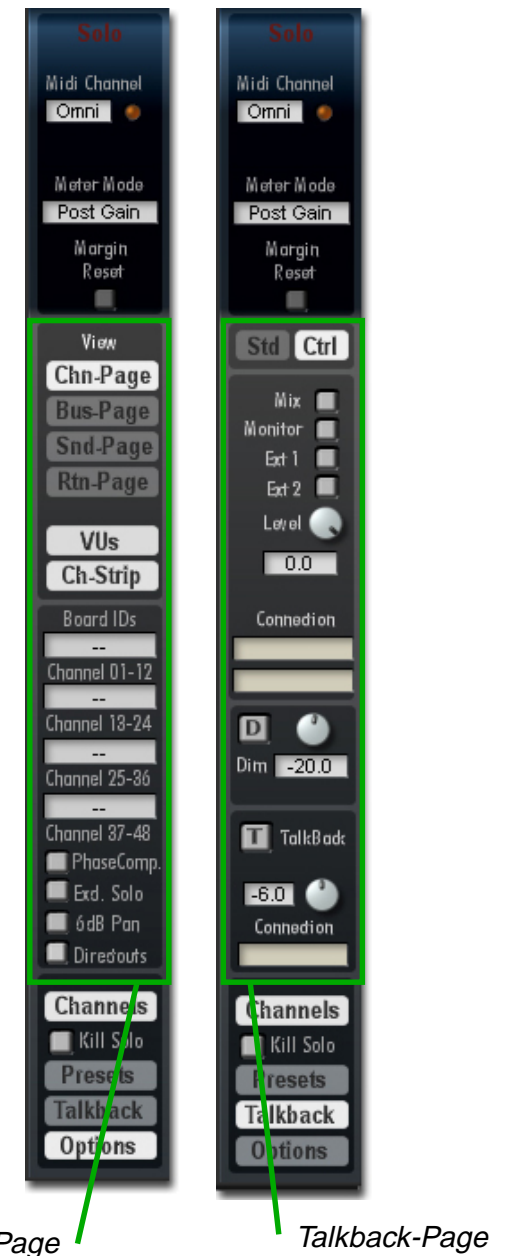 Solo
Midi Channel
Omni
Meter Mode
Post Gain
Margin
Reset
View
Chn-Page
Bus-Page
Snd-Page
Rtn-Page
VUs
Ch-Strip
Board IDs
--
Channel 01-12
--
Channel 13-24
--
Channel 25-36
--
Channel 37-48
PhaseComp.
Exd. Solo
6dB Pan
Directouts
Channels
Kill Solo
Presets
Talkback
Options
Page
Solo
Midi Channel
Omni
Meter Mode
Post Gain
Margin
Reset
Std Ctrl
Mix
Monitor
Ext 1
Ext 2
Level
0.0
Connection
D
Dim -20.0
T TalkBack
-6.0
Connection
Channels
Kill Solo
Presets
Talkback
Options
Talkback-Page